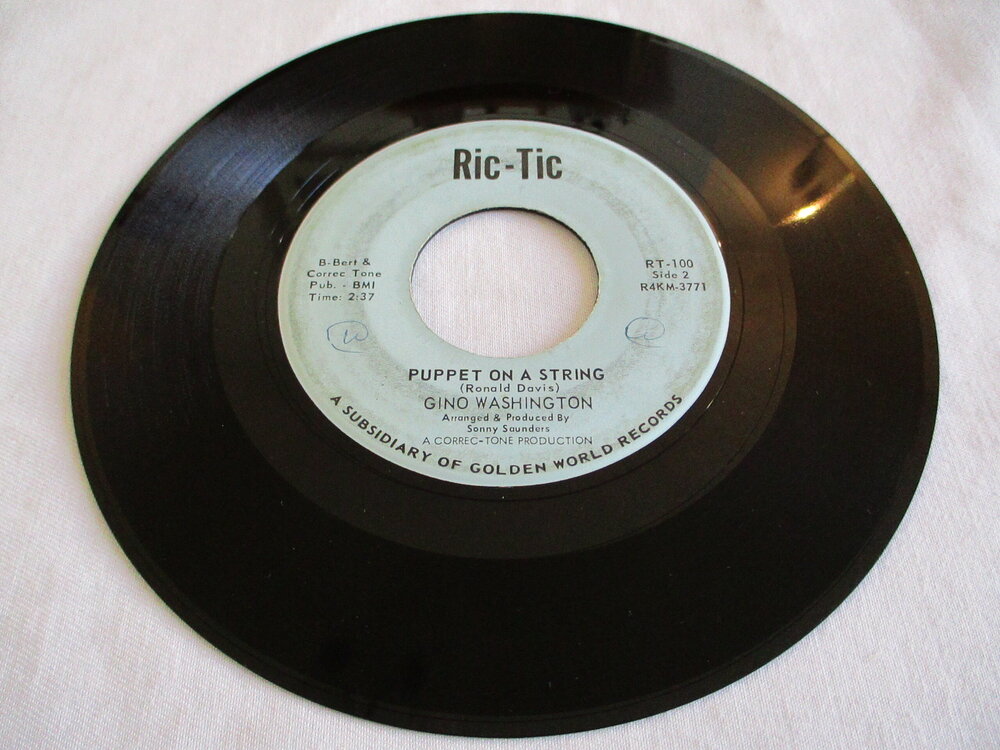 Ric-Tic
B-Bert &
Correc Tone
Pub. - BMI
Time: 2:37
RT-100
Side 2
R4KM-3771
PUPPET ON A STRING
(Ronald Davis)
GINO WASHINGTON
Arranged & Produced By
Sonny Saunders
A CORREC-TONE PRODUCTION
A SUBSIDIARY OF GOLDEN WORLD RECORDS